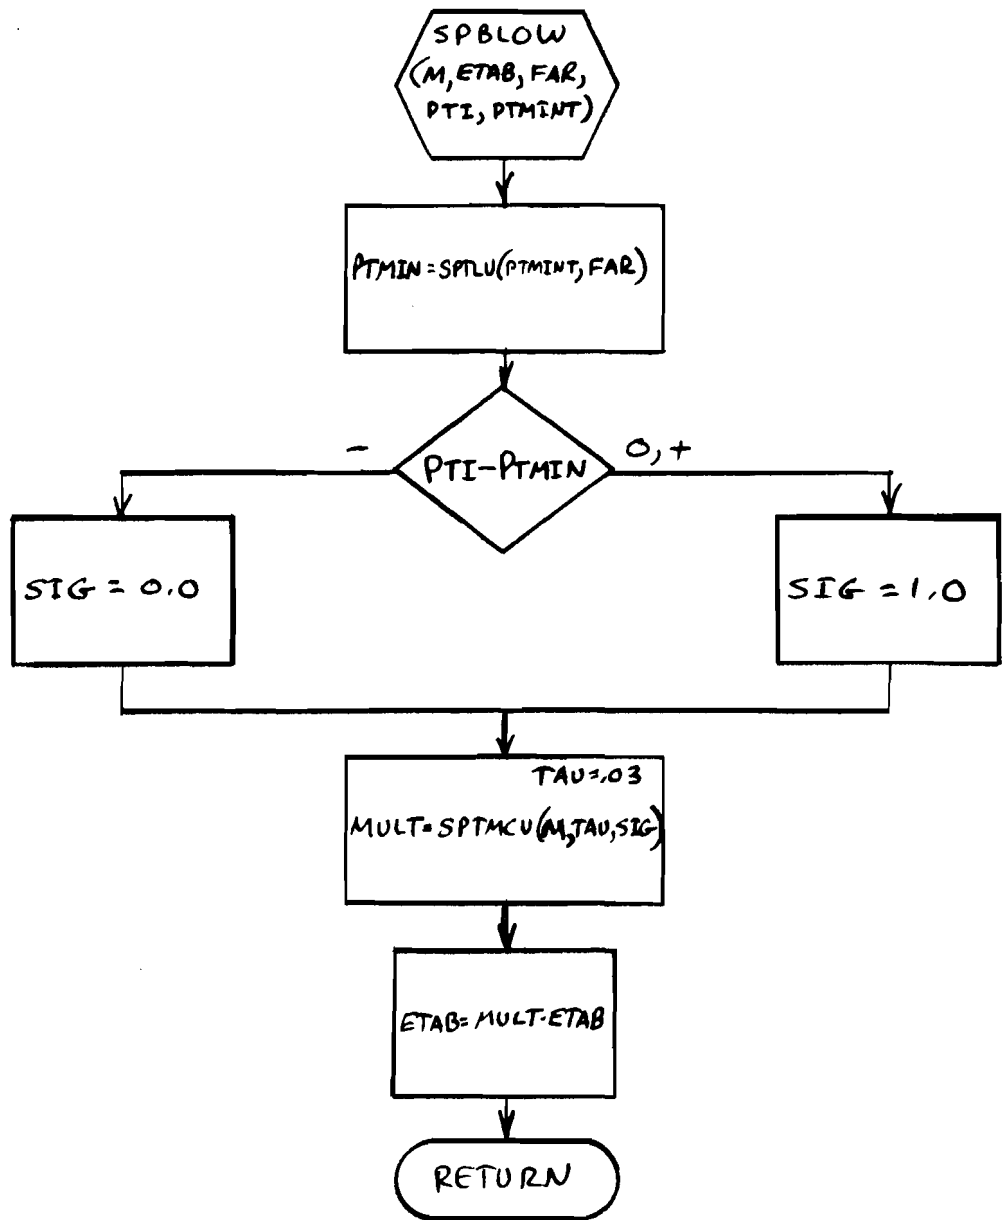 SPBLOW
(M, ETAB, FAR,
PTI, PTMINT)
PTMIN=SPTLU(PTMINT, FAR)
-
0,+
PTI-PTMIN
SIG = 0.0
SIG = 1.0
TAU=.03
MULT=SPTMCU(M,TAU,SIG)
ETAB=MULT·ETAB
RETURN